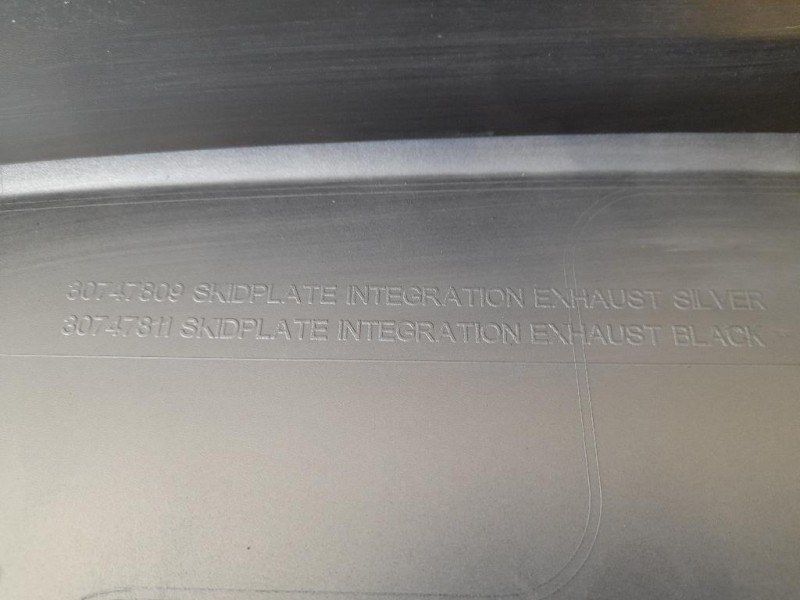 30747809 SKIDPLATE INTEGRATION EXHAUST SILVER
30747811 SKIDPLATE INTEGRATION EXHAUST BLACK